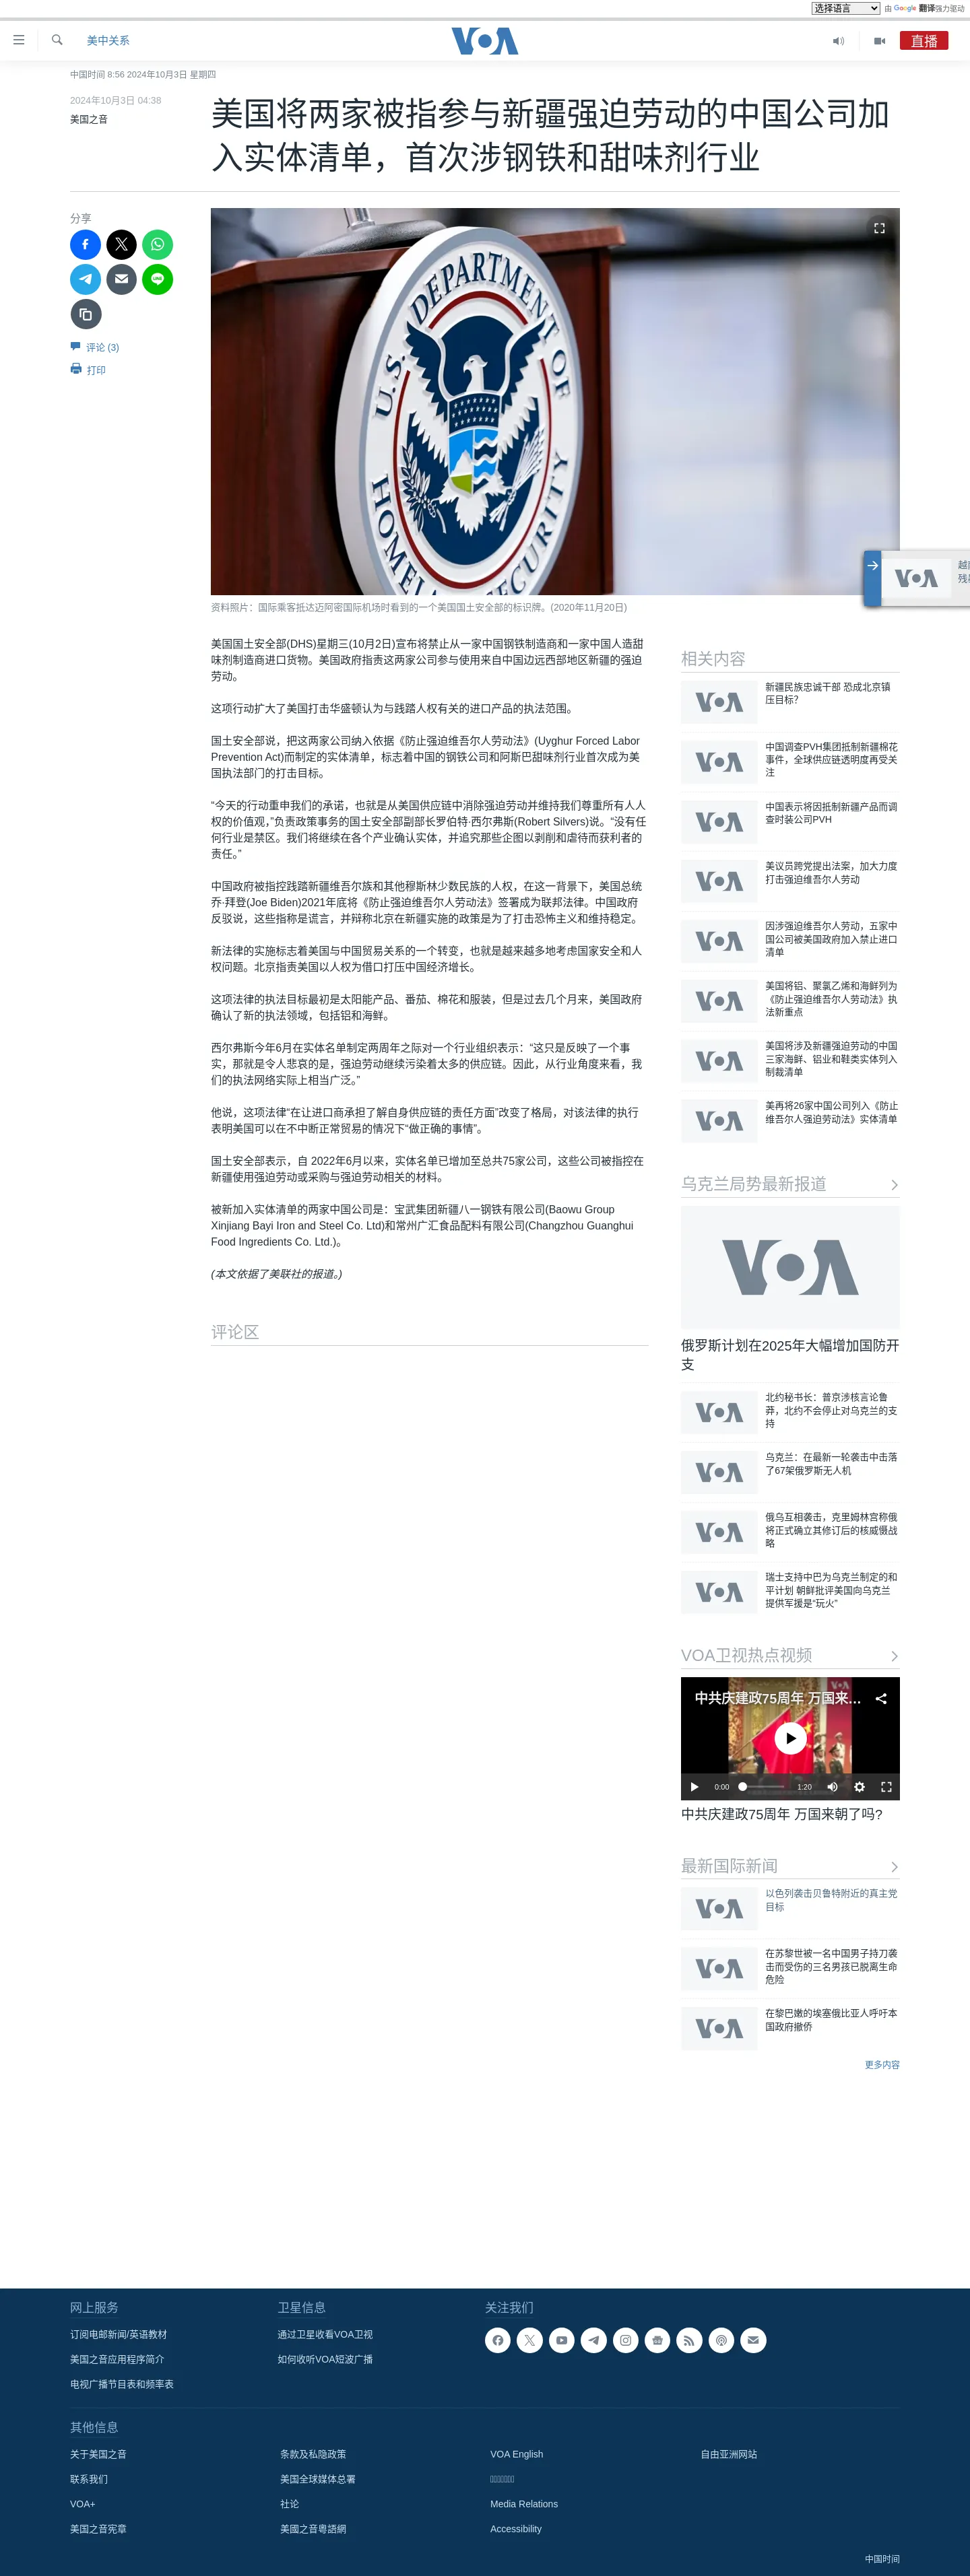 选择语言
由 Google 翻译强力驱动
美中关系
VOA
直播
中国时间 8:56 2024年10月3日 星期四
2024年10月3日 04:38
美国之音
美国将两家被指参与新疆强迫劳动的中国公司加
入实体清单，首次涉钢铁和甜味剂行业
分享
评论 (3)
打印
DEPARTMENT OF
HOMELAND SE
资料照片：国际乘客抵达迈阿密国际机场时看到的一个美国国土安全部的标识牌。(2020年11月20日)
美国国土安全部(DHS)星期三(10月2日)宣布将禁止从一家中国钢铁制造商和一家中国人造甜
味剂制造商进口货物。美国政府指责这两家公司参与使用来自中国边远西部地区新疆的强迫
劳动。
这项行动扩大了美国打击华盛顿认为与践踏人权有关的进口产品的执法范围。
国土安全部说，把这两家公司纳入依据《防止强迫维吾尔人劳动法》(Uyghur Forced Labor
Prevention Act)而制定的实体清单，标志着中国的钢铁公司和阿斯巴甜味剂行业首次成为美
国执法部门的打击目标。
“今天的行动重申我们的承诺，也就是从美国供应链中消除强迫劳动并维持我们尊重所有人人
权的价值观，”负责政策事务的国土安全部副部长罗伯特·西尔弗斯(Robert Silvers)说。“没有任
何行业是禁区。我们将继续在各个产业确认实体，并追究那些企图以剥削和虐待而获利者的
责任。”
中国政府被指控践踏新疆维吾尔族和其他穆斯林少数民族的人权，在这一背景下，美国总统
乔·拜登(Joe Biden)2021年底将《防止强迫维吾尔人劳动法》签署成为联邦法律。中国政府
反驳说，这些指称是谎言，并辩称北京在新疆实施的政策是为了打击恐怖主义和维持稳定。
新法律的实施标志着美国与中国贸易关系的一个转变，也就是越来越多地考虑国家安全和人
权问题。北京指责美国以人权为借口打压中国经济增长。
这项法律的执法目标最初是太阳能产品、番茄、棉花和服装，但是过去几个月来，美国政府
确认了新的执法领域，包括铝和海鲜。
西尔弗斯今年6月在实体名单制定两周年之际对一个行业组织表示：“这只是反映了一个事
实，那就是令人悲哀的是，强迫劳动继续污染着太多的供应链。因此，从行业角度来看，我
们的执法网络实际上相当广泛。”
他说，这项法律“在让进口商承担了解自身供应链的责任方面”改变了格局，对该法律的执行
表明美国可以在不中断正常贸易的情况下“做正确的事情”。
国土安全部表示，自 2022年6月以来，实体名单已增加至总共75家公司，这些公司被指控在
新疆使用强迫劳动或采购与强迫劳动相关的材料。
被新加入实体清单的两家中国公司是：宝武集团新疆八一钢铁有限公司(Baowu Group
Xinjiang Bayi Iron and Steel Co. Ltd)和常州广汇食品配料有限公司(Changzhou Guanghui
Food Ingredients Co. Ltd.)。
(本文依据了美联社的报道。)
评论区
相关内容
新疆民族忠诚干部 恐成北京镇
压目标？
中国调查PVH集团抵制新疆棉花
事件，全球供应链透明度再受关
注
中国表示将因抵制新疆产品而调
查时装公司PVH
美议员跨党提出法案，加大力度
打击强迫维吾尔人劳动
因涉强迫维吾尔人劳动，五家中
国公司被美国政府加入禁止进口
清单
美国将铝、聚氯乙烯和海鲜列为
《防止强迫维吾尔人劳动法》执
法新重点
美国将涉及新疆强迫劳动的中国
三家海鲜、铝业和鞋类实体列入
制裁清单
美再将26家中国公司列入《防止
维吾尔人强迫劳动法》实体清单
乌克兰局势最新报道
VOA
俄罗斯计划在2025年大幅增加国防开
支
北约秘书长：普京涉核言论鲁
莽，北约不会停止对乌克兰的支
持
乌克兰：在最新一轮袭击中击落
了67架俄罗斯无人机
俄乌互相袭击，克里姆林宫称俄
将正式确立其修订后的核威慑战
略
瑞士支持中巴为乌克兰制定的和
平计划 朝鲜批评美国向乌克兰
提供军援是“玩火”
VOA卫视热点视频
中共庆建政75周年 万国来…
0:00
1:20
中共庆建政75周年 万国来朝了吗?
最新国际新闻
以色列袭击贝鲁特附近的真主党
目标
在苏黎世被一名中国男子持刀袭
击而受伤的三名男孩已脱离生命
危险
在黎巴嫩的埃塞俄比亚人呼吁本
国政府撤侨
更多内容
网上服务
订阅电邮新闻/英语教材
美国之音应用程序简介
电视广播节目表和频率表
卫星信息
通过卫星收看VOA卫视
如何收听VOA短波广播
关注我们
其他信息
关于美国之音
联系我们
VOA+
美国之音宪章
条款及私隐政策
美国全球媒体总署
社论
美國之音粵語網
VOA English
Media Relations
Accessibility
自由亚洲网站
中国时间